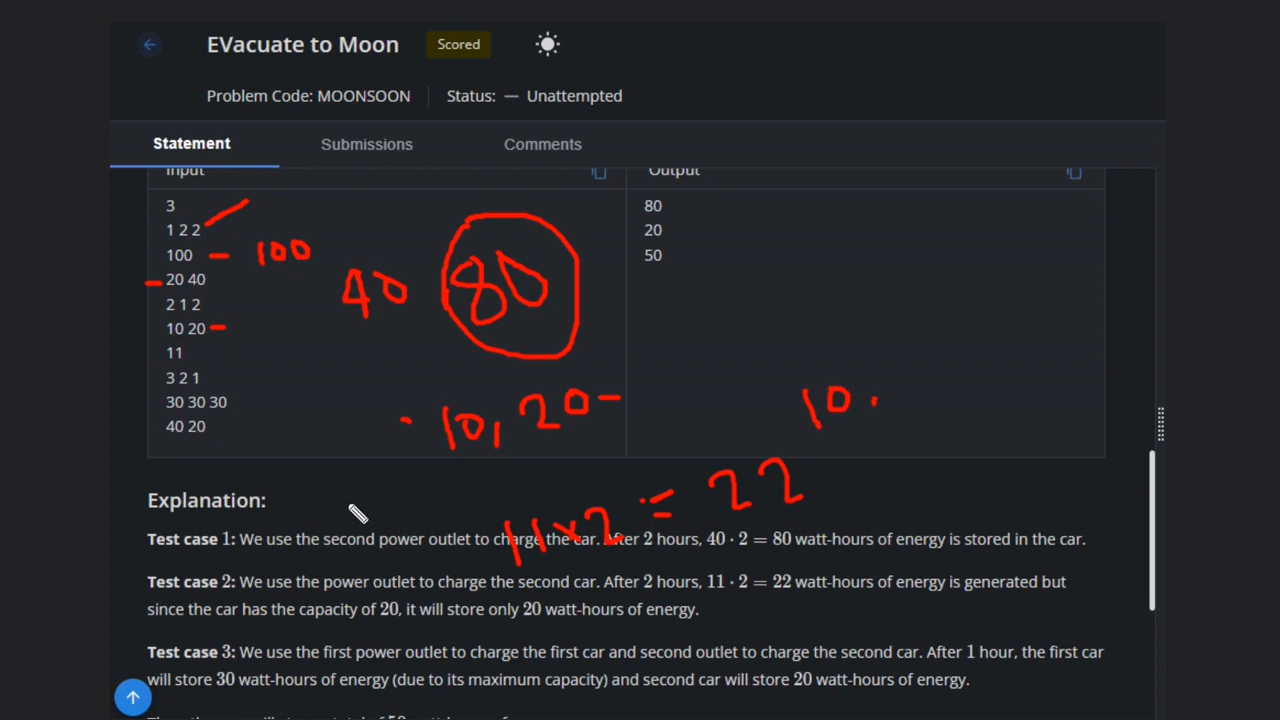 EVacuate to Moon Scored
Problem Code: MOONSOON Status: — Unattempted
Statement Submissions Comments
Input Output
3
1 2 2
100
20 40
2 1 2
10 20
11
3 2 1
30 30 30
40 20
80
20
50
- 100
40 80
10, 20 -
10 .
11 x 2 = 22
Explanation:
Test case 1: We use the second power outlet to charge the car. After 2 hours, 40 · 2 = 80 watt-hours of energy is stored in the car.
Test case 2: We use the power outlet to charge the second car. After 2 hours, 11 · 2 = 22 watt-hours of energy is generated but
since the car has the capacity of 20, it will store only 20 watt-hours of energy.
Test case 3: We use the first power outlet to charge the first car and second outlet to charge the second car. After 1 hour, the first car
will store 30 watt-hours of energy (due to its maximum capacity) and second car will store 20 watt-hours of energy.